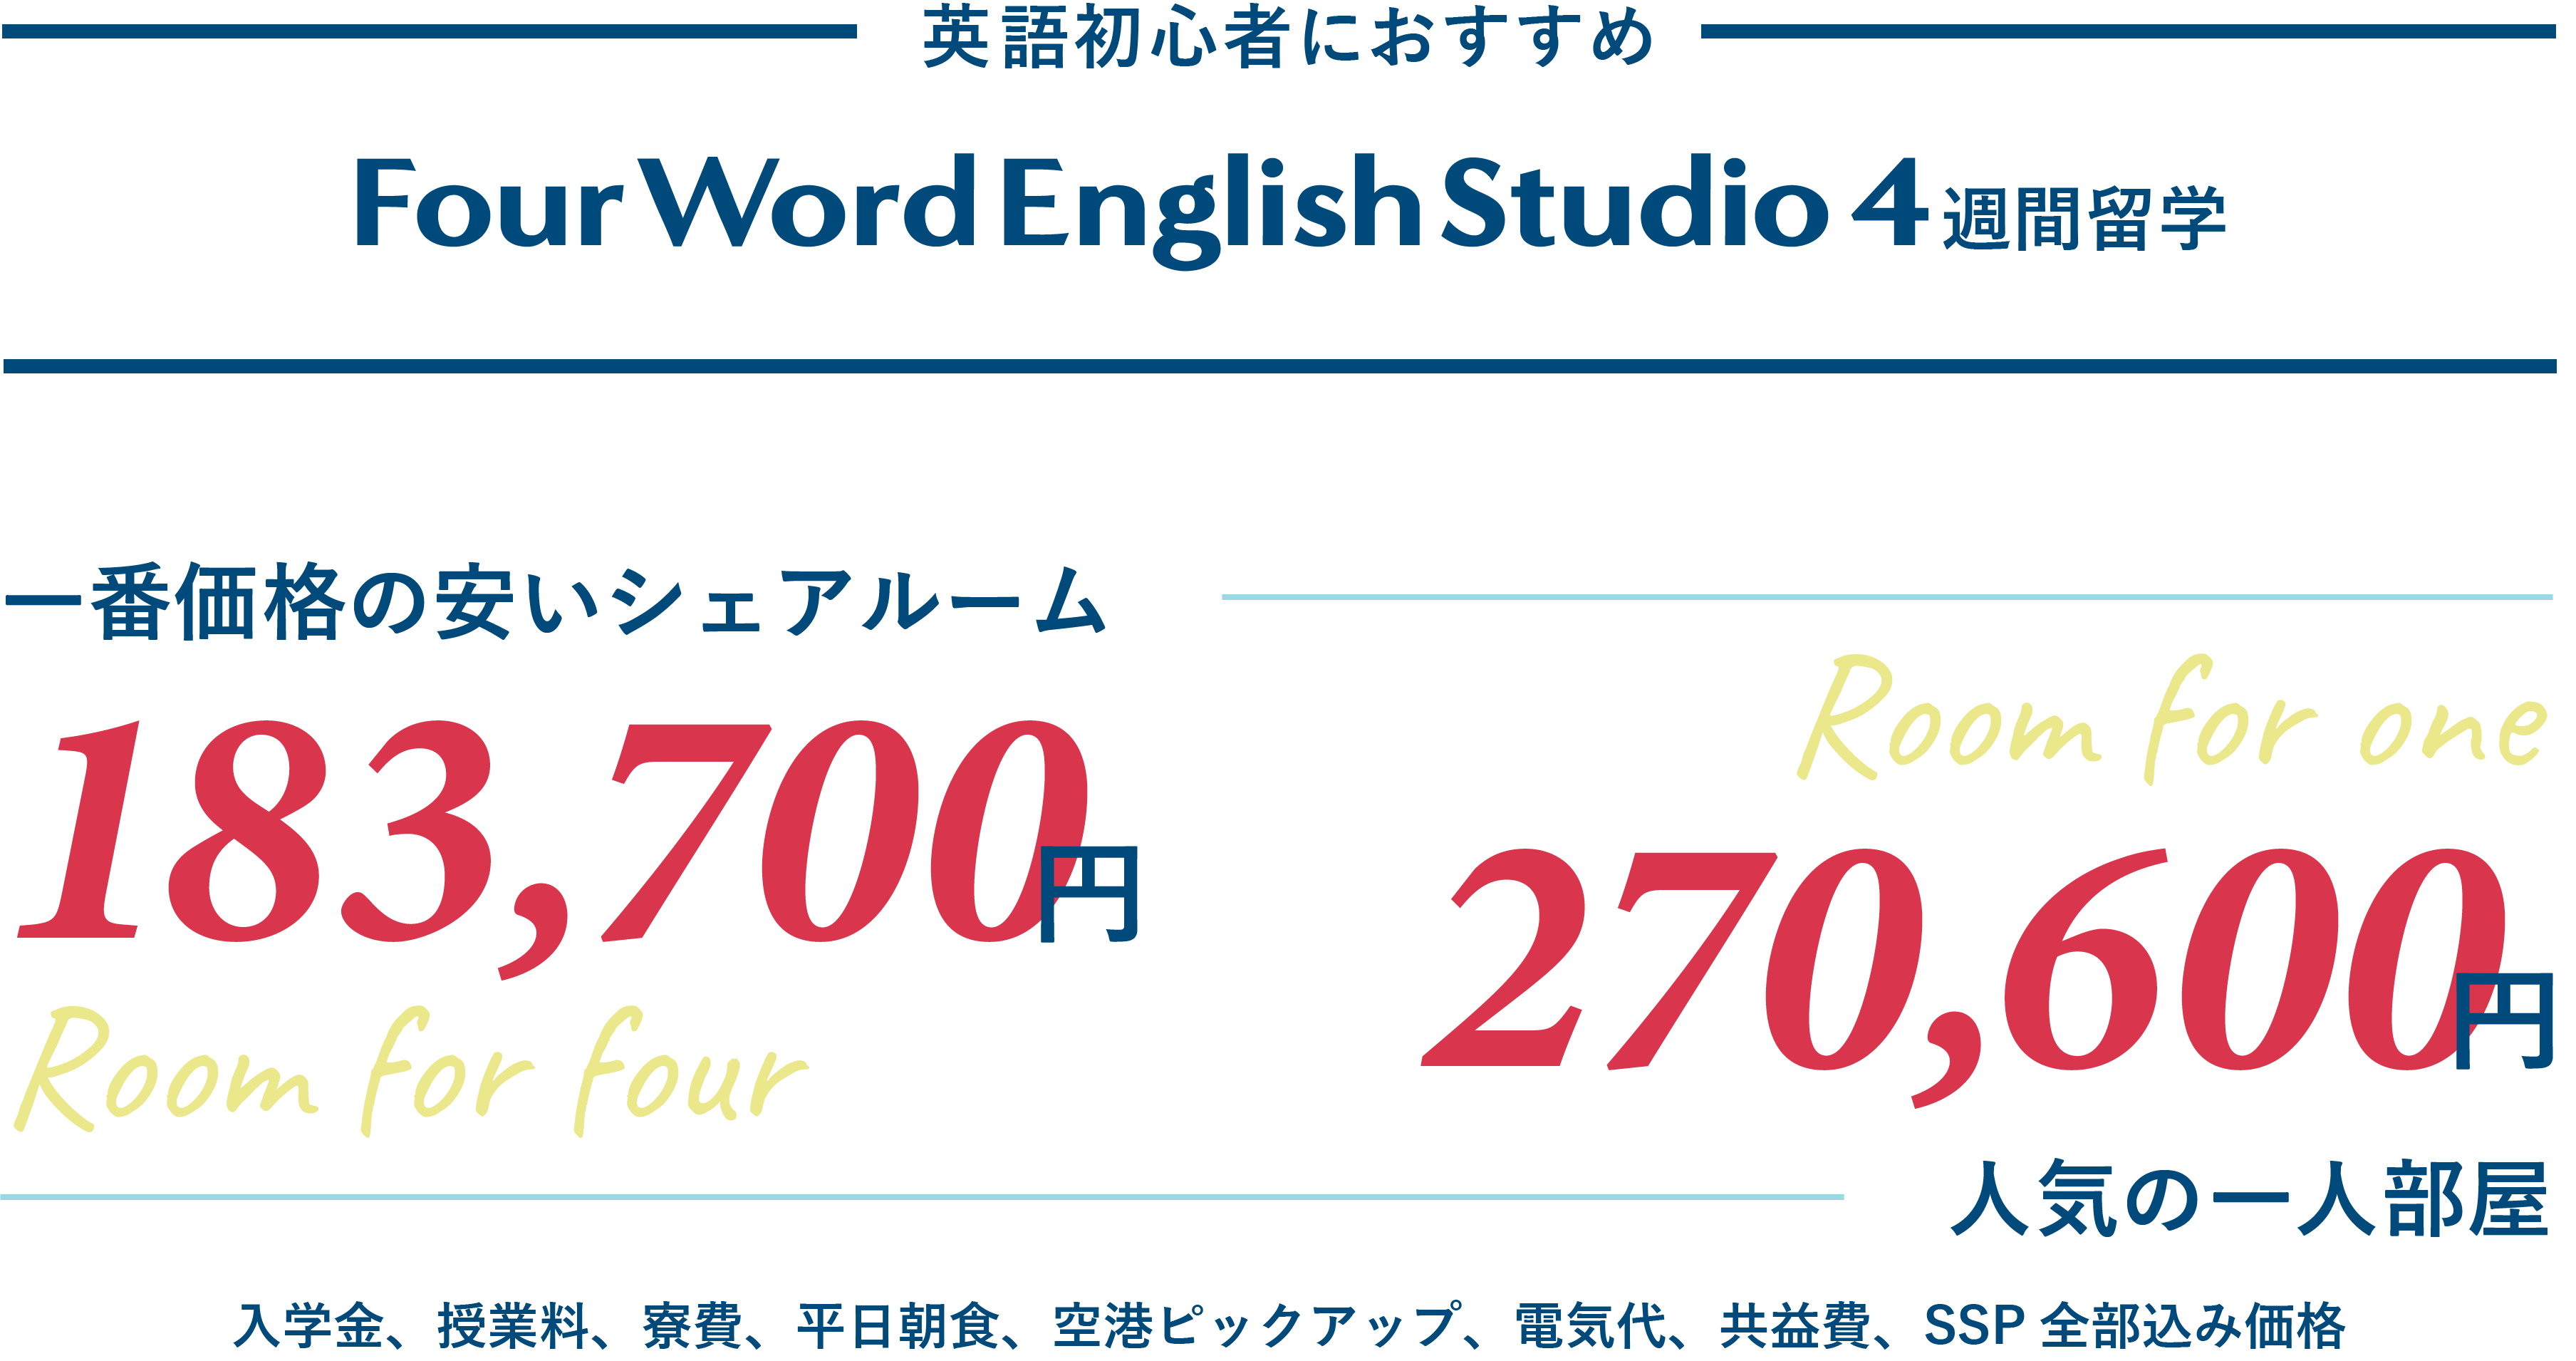 英語初心者におすすめ
Four Word English Studio 4週間留学
一番価格の安いシェアルーム
183,700円
Room for four
Room for one
270,600円
人気の一人部屋
入学金、授業料、寮費、平日朝食、空港ピックアップ、電気代、共益費、SSP 全部込み価格